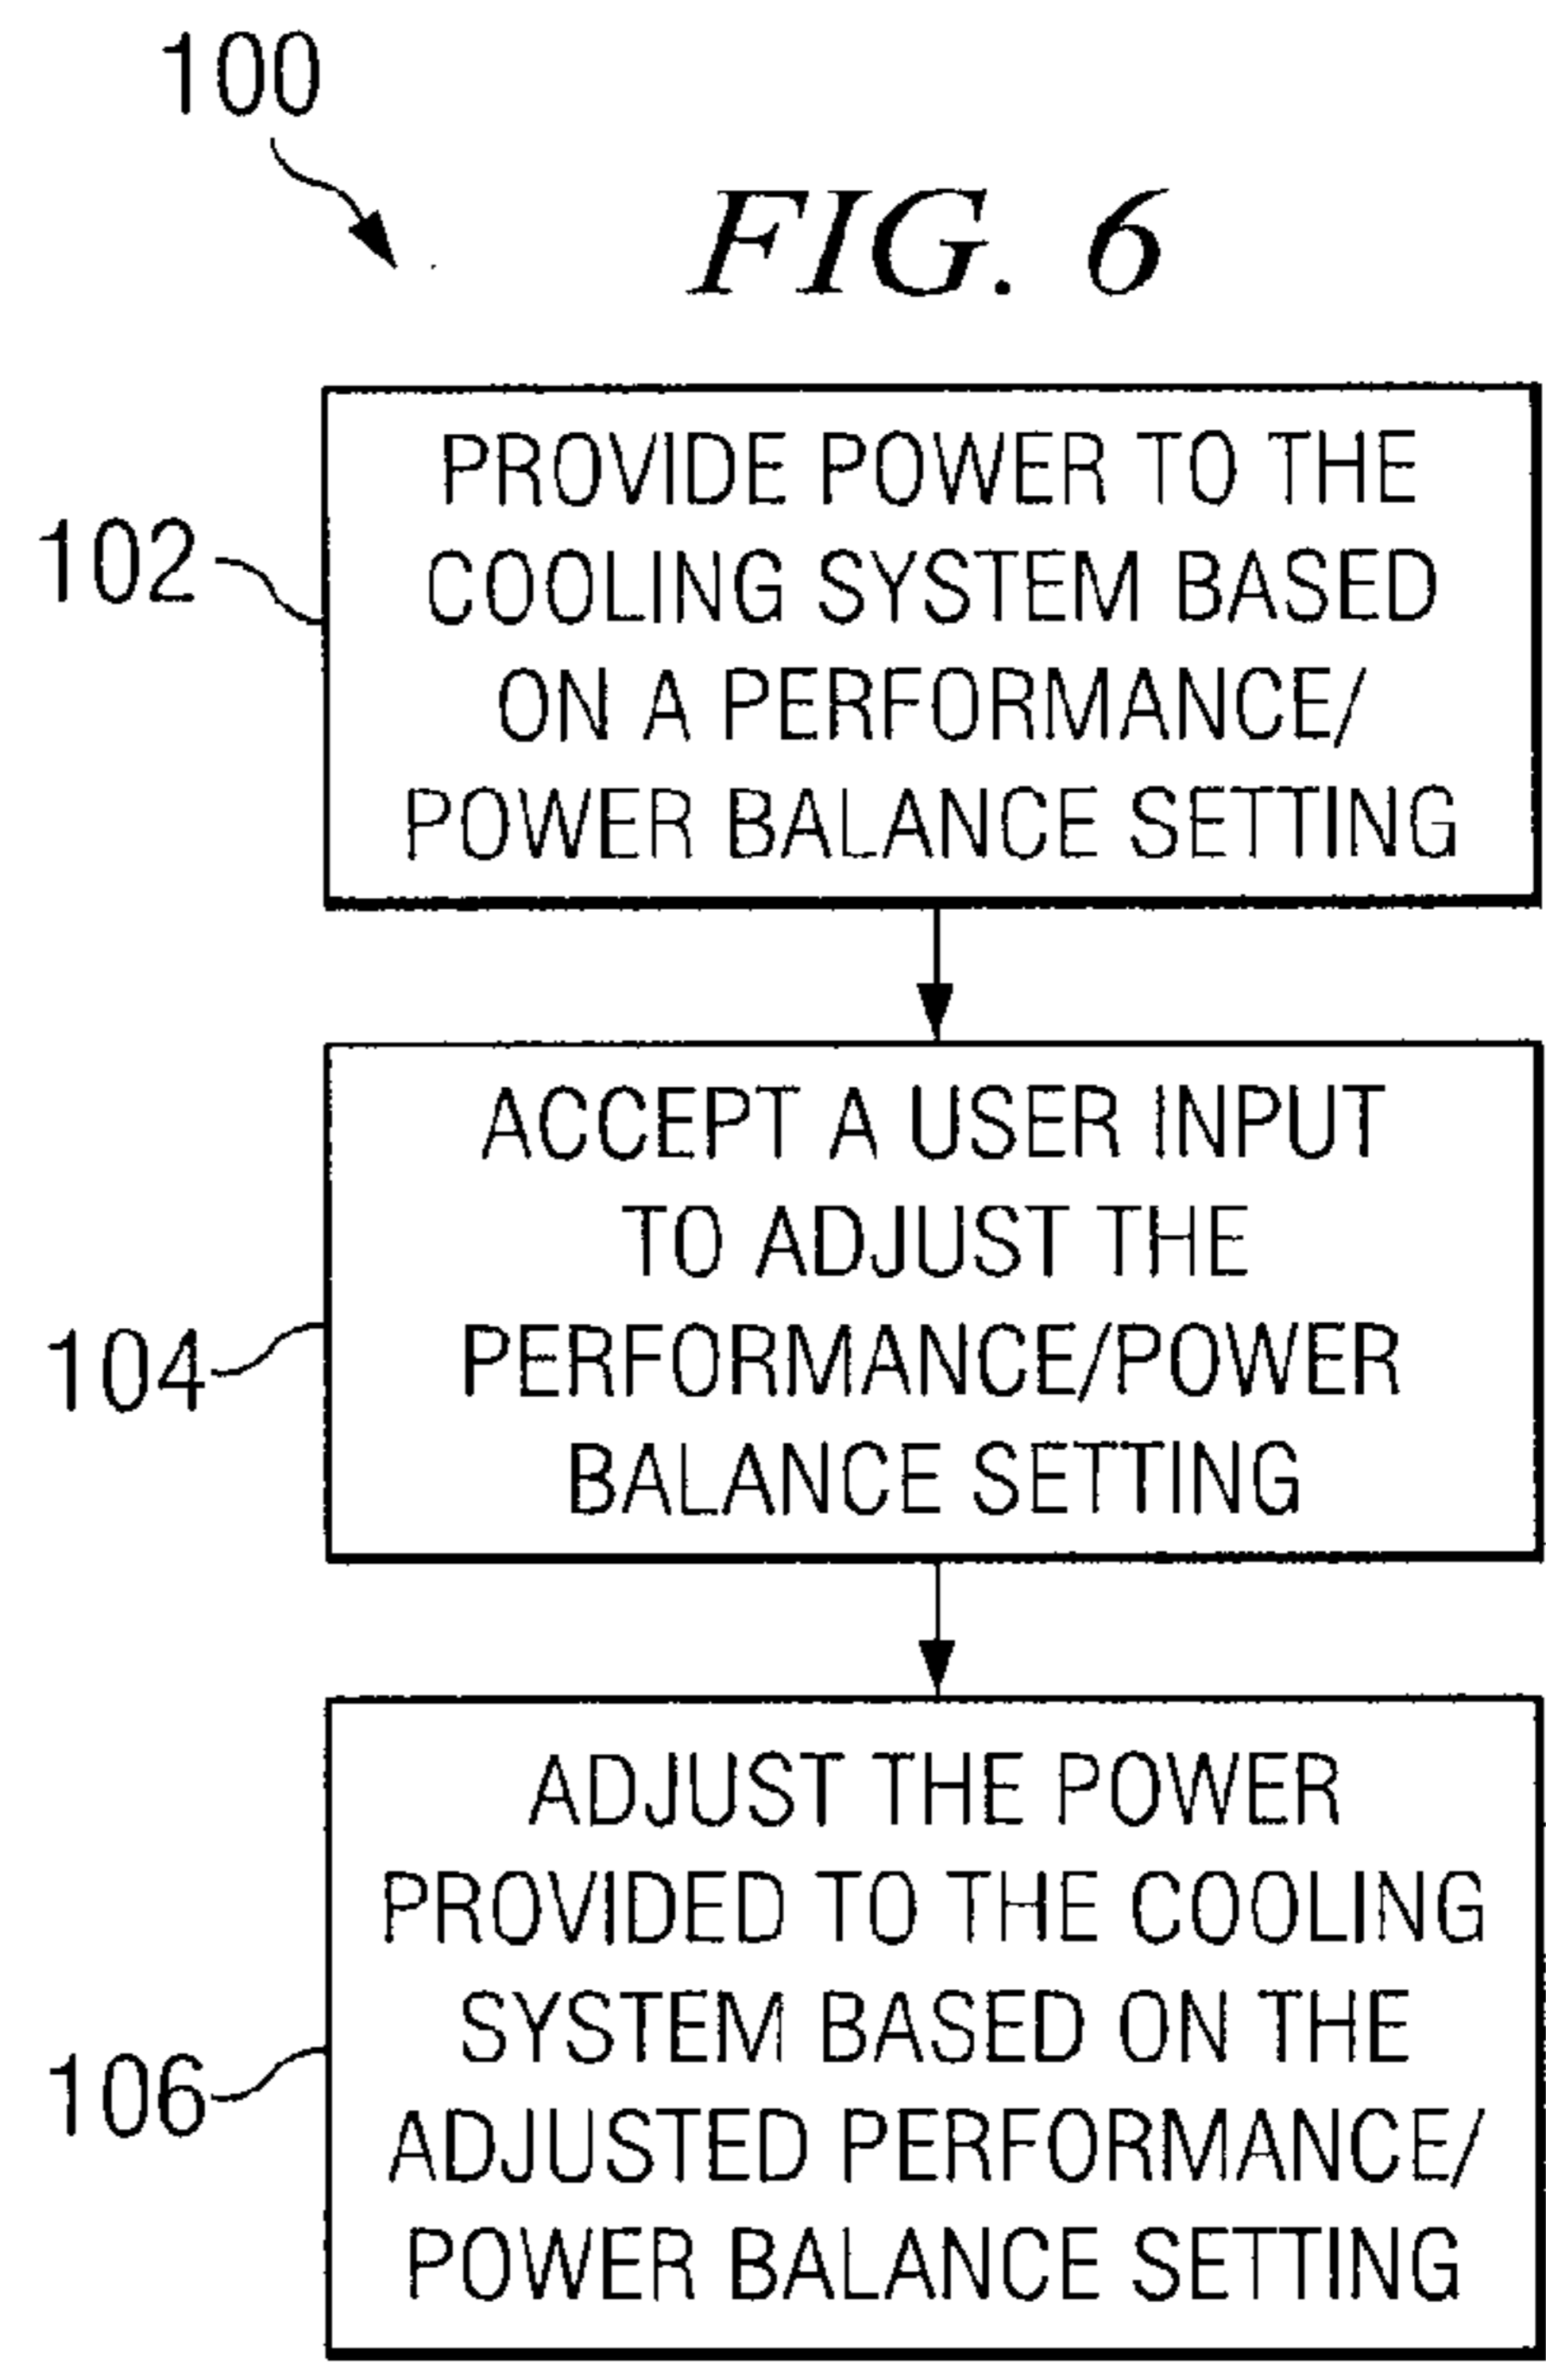 100
FIG. 6
PROVIDE POWER TO THE
COOLING SYSTEM BASED
ON A PERFORMANCE/
POWER BALANCE SETTING
102
ACCEPT A USER INPUT
TO ADJUST THE
PERFORMANCE/POWER
BALANCE SETTING
104
ADJUST THE POWER
PROVIDED TO THE COOLING
SYSTEM BASED ON THE
ADJUSTED PERFORMANCE/
POWER BALANCE SETTING
106